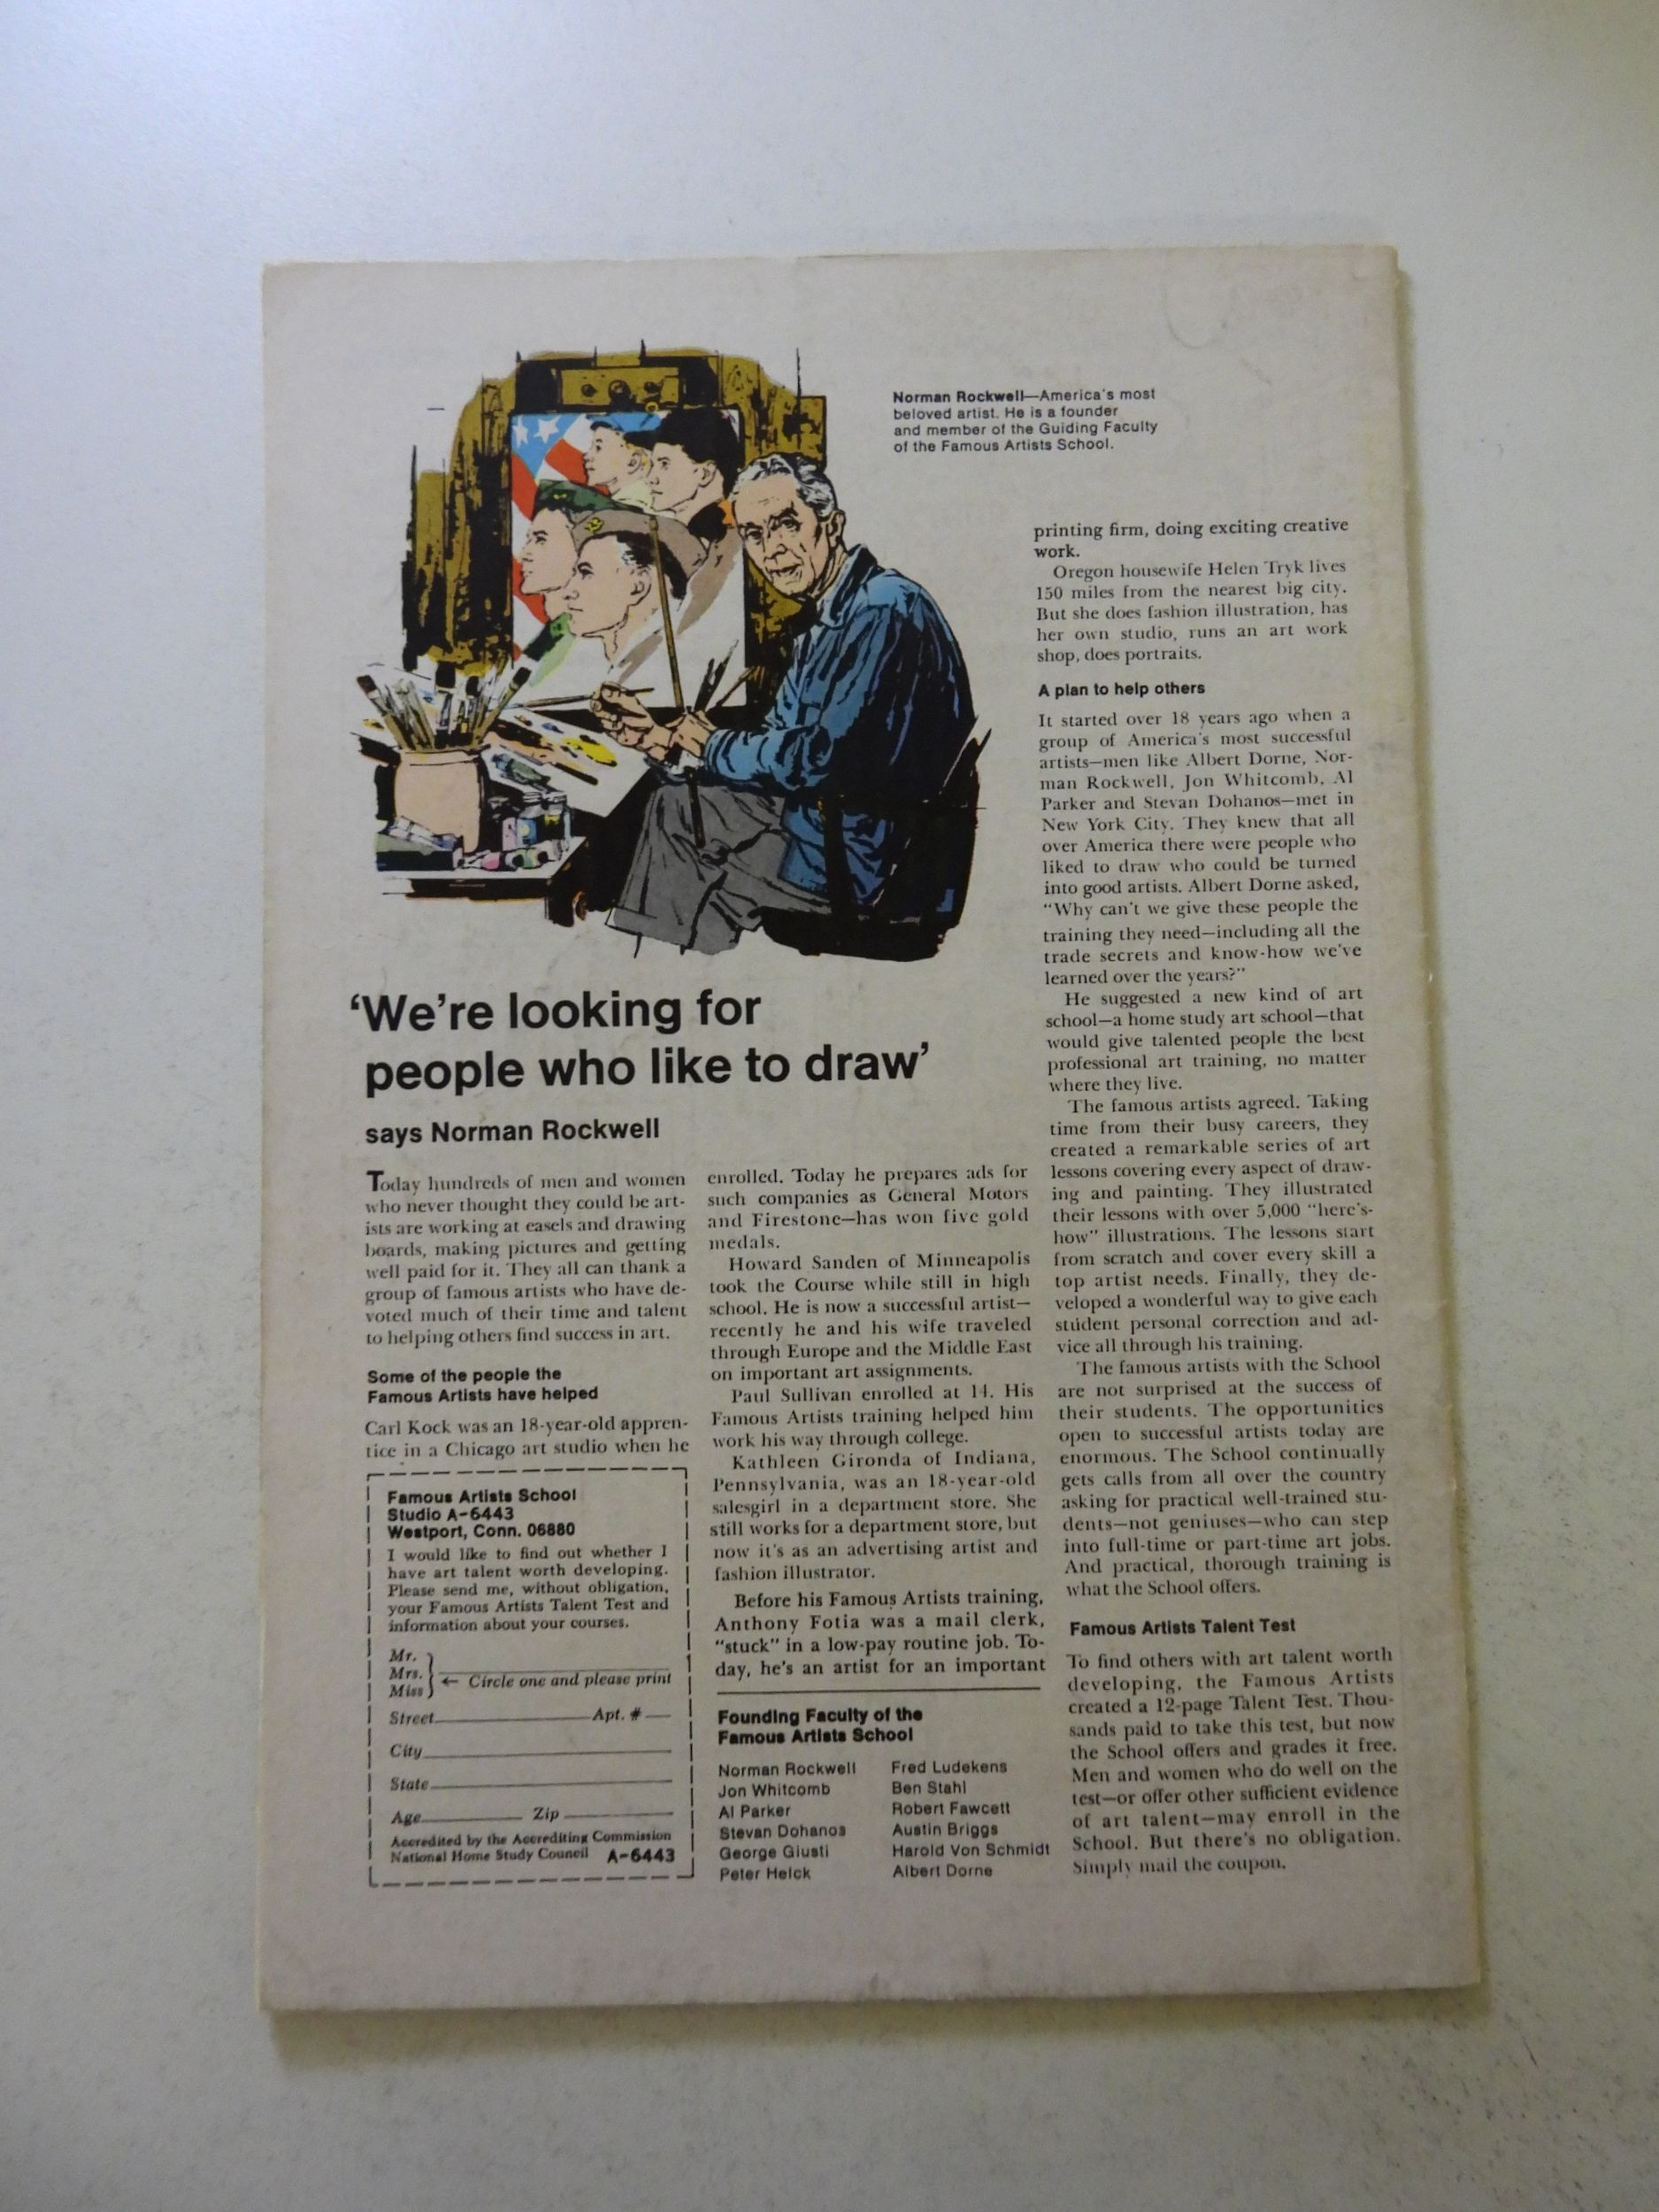 Norman Rockwell—America's most
beloved artist. He is a founder
and member of the Guiding Faculty
of the Famous Artists School.
'We're looking for
people who like to draw'
says Norman Rockwell
Today hundreds of men and women
who never thought they could be art-
ists are working at easels and drawing
boards, making pictures and getting
well paid for it. They all can thank a
group of famous artists who have de-
voted much of their time and talent
to helping others find success in art.
Some of the people the
Famous Artists have helped
Carl Kock was an 18-year-old appren-
tice in a Chicago art studio when he
Famous Artists School
Studio A-6443
Westport, Conn. 06880
I would like to find out whether I
have art talent worth developing.
Please send me, without obligation,
your Famous Artists Talent Test and
information about your courses.
Mr.
Mrs. ← Circle one and please print
Miss
Street Apt. #
City
State
Age Zip
Accredited by the Accrediting Commission
National Home Study Council A-6443
enrolled. Today he prepares ads for
such companies as General Motors
and Firestone—has won five gold
medals.
Howard Sanden of Minneapolis
took the Course while still in high
school. He is now a successful artist—
recently he and his wife traveled
through Europe and the Middle East
on important art assignments.
Paul Sullivan enrolled at 14. His
Famous Artists training helped him
work his way through college.
Kathleen Gironda of Indiana,
Pennsylvania, was an 18-year-old
salesgirl in a department store. She
still works for a department store, but
now it's as an advertising artist and
fashion illustrator.
Before his Famous Artists training,
Anthony Fotia was a mail clerk,
"stuck" in a low-pay routine job. To-
day, he's an artist for an important
Founding Faculty of the
Famous Artists School
Norman Rockwell
Jon Whitcomb
Al Parker
Stevan Dohanos
George Giusti
Peter Helck
Fred Ludekens
Ben Stahl
Robert Fawcett
Austin Briggs
Harold Von Schmidt
Albert Dorne
printing firm, doing exciting creative
work.
Oregon housewife Helen Tryk lives
150 miles from the nearest big city.
But she does fashion illustration, has
her own studio, runs an art work
shop, does portraits.
A plan to help others
It started over 18 years ago when a
group of America's most successful
artists—men like Albert Dorne, Nor-
man Rockwell, Jon Whitcomb, Al
Parker and Stevan Dohanos—met in
New York City. They knew that all
over America there were people who
liked to draw who could be turned
into good artists. Albert Dorne asked,
"Why can't we give these people the
training they need—including all the
trade secrets and know-how we've
learned over the years?"
He suggested a new kind of art
school—a home study art school—that
would give talented people the best
professional art training, no matter
where they live.
The famous artists agreed. Taking
time from their busy careers, they
created a remarkable series of art
lessons covering every aspect of draw-
ing and painting. They illustrated
their lessons with over 5,000 "here's-
how" illustrations. The lessons start
from scratch and cover every skill a
top artist needs. Finally, they de-
veloped a wonderful way to give each
student personal correction and ad-
vice all through his training.
The famous artists with the School
are not surprised at the success of
their students. The opportunities
open to successful artists today are
enormous. The School continually
gets calls from all over the country
asking for practical well-trained stu-
dents—not geniuses—who can step
into full-time or part-time art jobs.
And practical, thorough training is
what the School offers.
Famous Artists Talent Test
To find others with art talent worth
developing, the Famous Artists
created a 12-page Talent Test. Thou-
sands paid to take this test, but now
the School offers and grades it free.
Men and women who do well on the
test—or offer other sufficient evidence
of art talent—may enroll in the
School. But there's no obligation.
Simply mail the coupon.